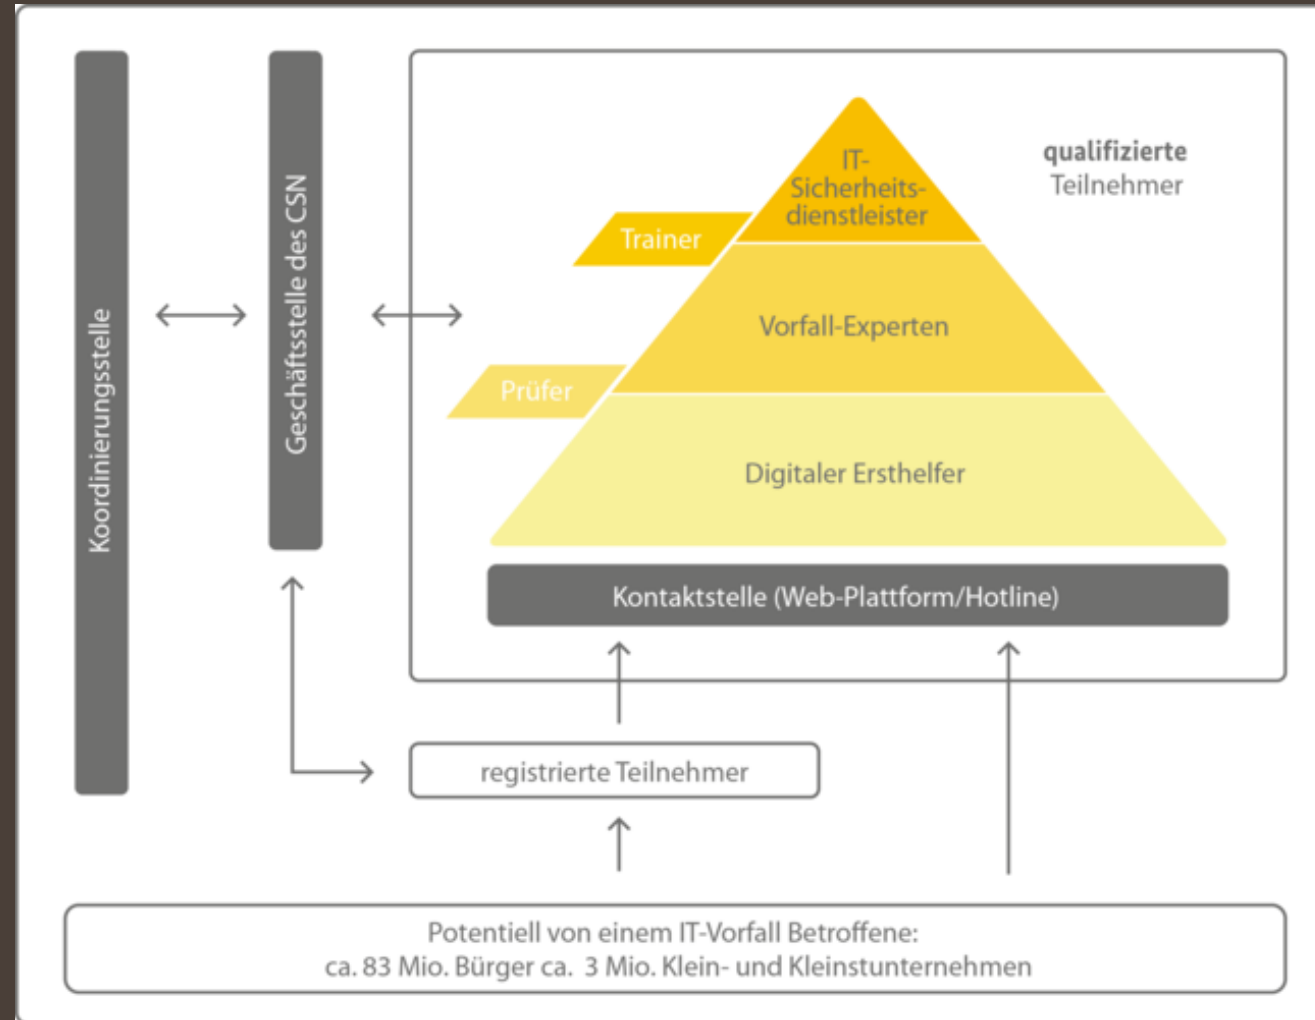 Koordinierungsstelle
Geschäftsstelle des CSN
qualifizierte
Teilnehmer
IT-
Sicherheits-
dienstleister
Trainer
Vorfall-Experten
Prüfer
Digitaler Ersthelfer
Kontaktstelle (Web-Plattform/Hotline)
registrierte Teilnehmer
Potentiell von einem IT-Vorfall Betroffene:
ca. 83 Mio. Bürger ca. 3 Mio. Klein- und Kleinstunternehmen